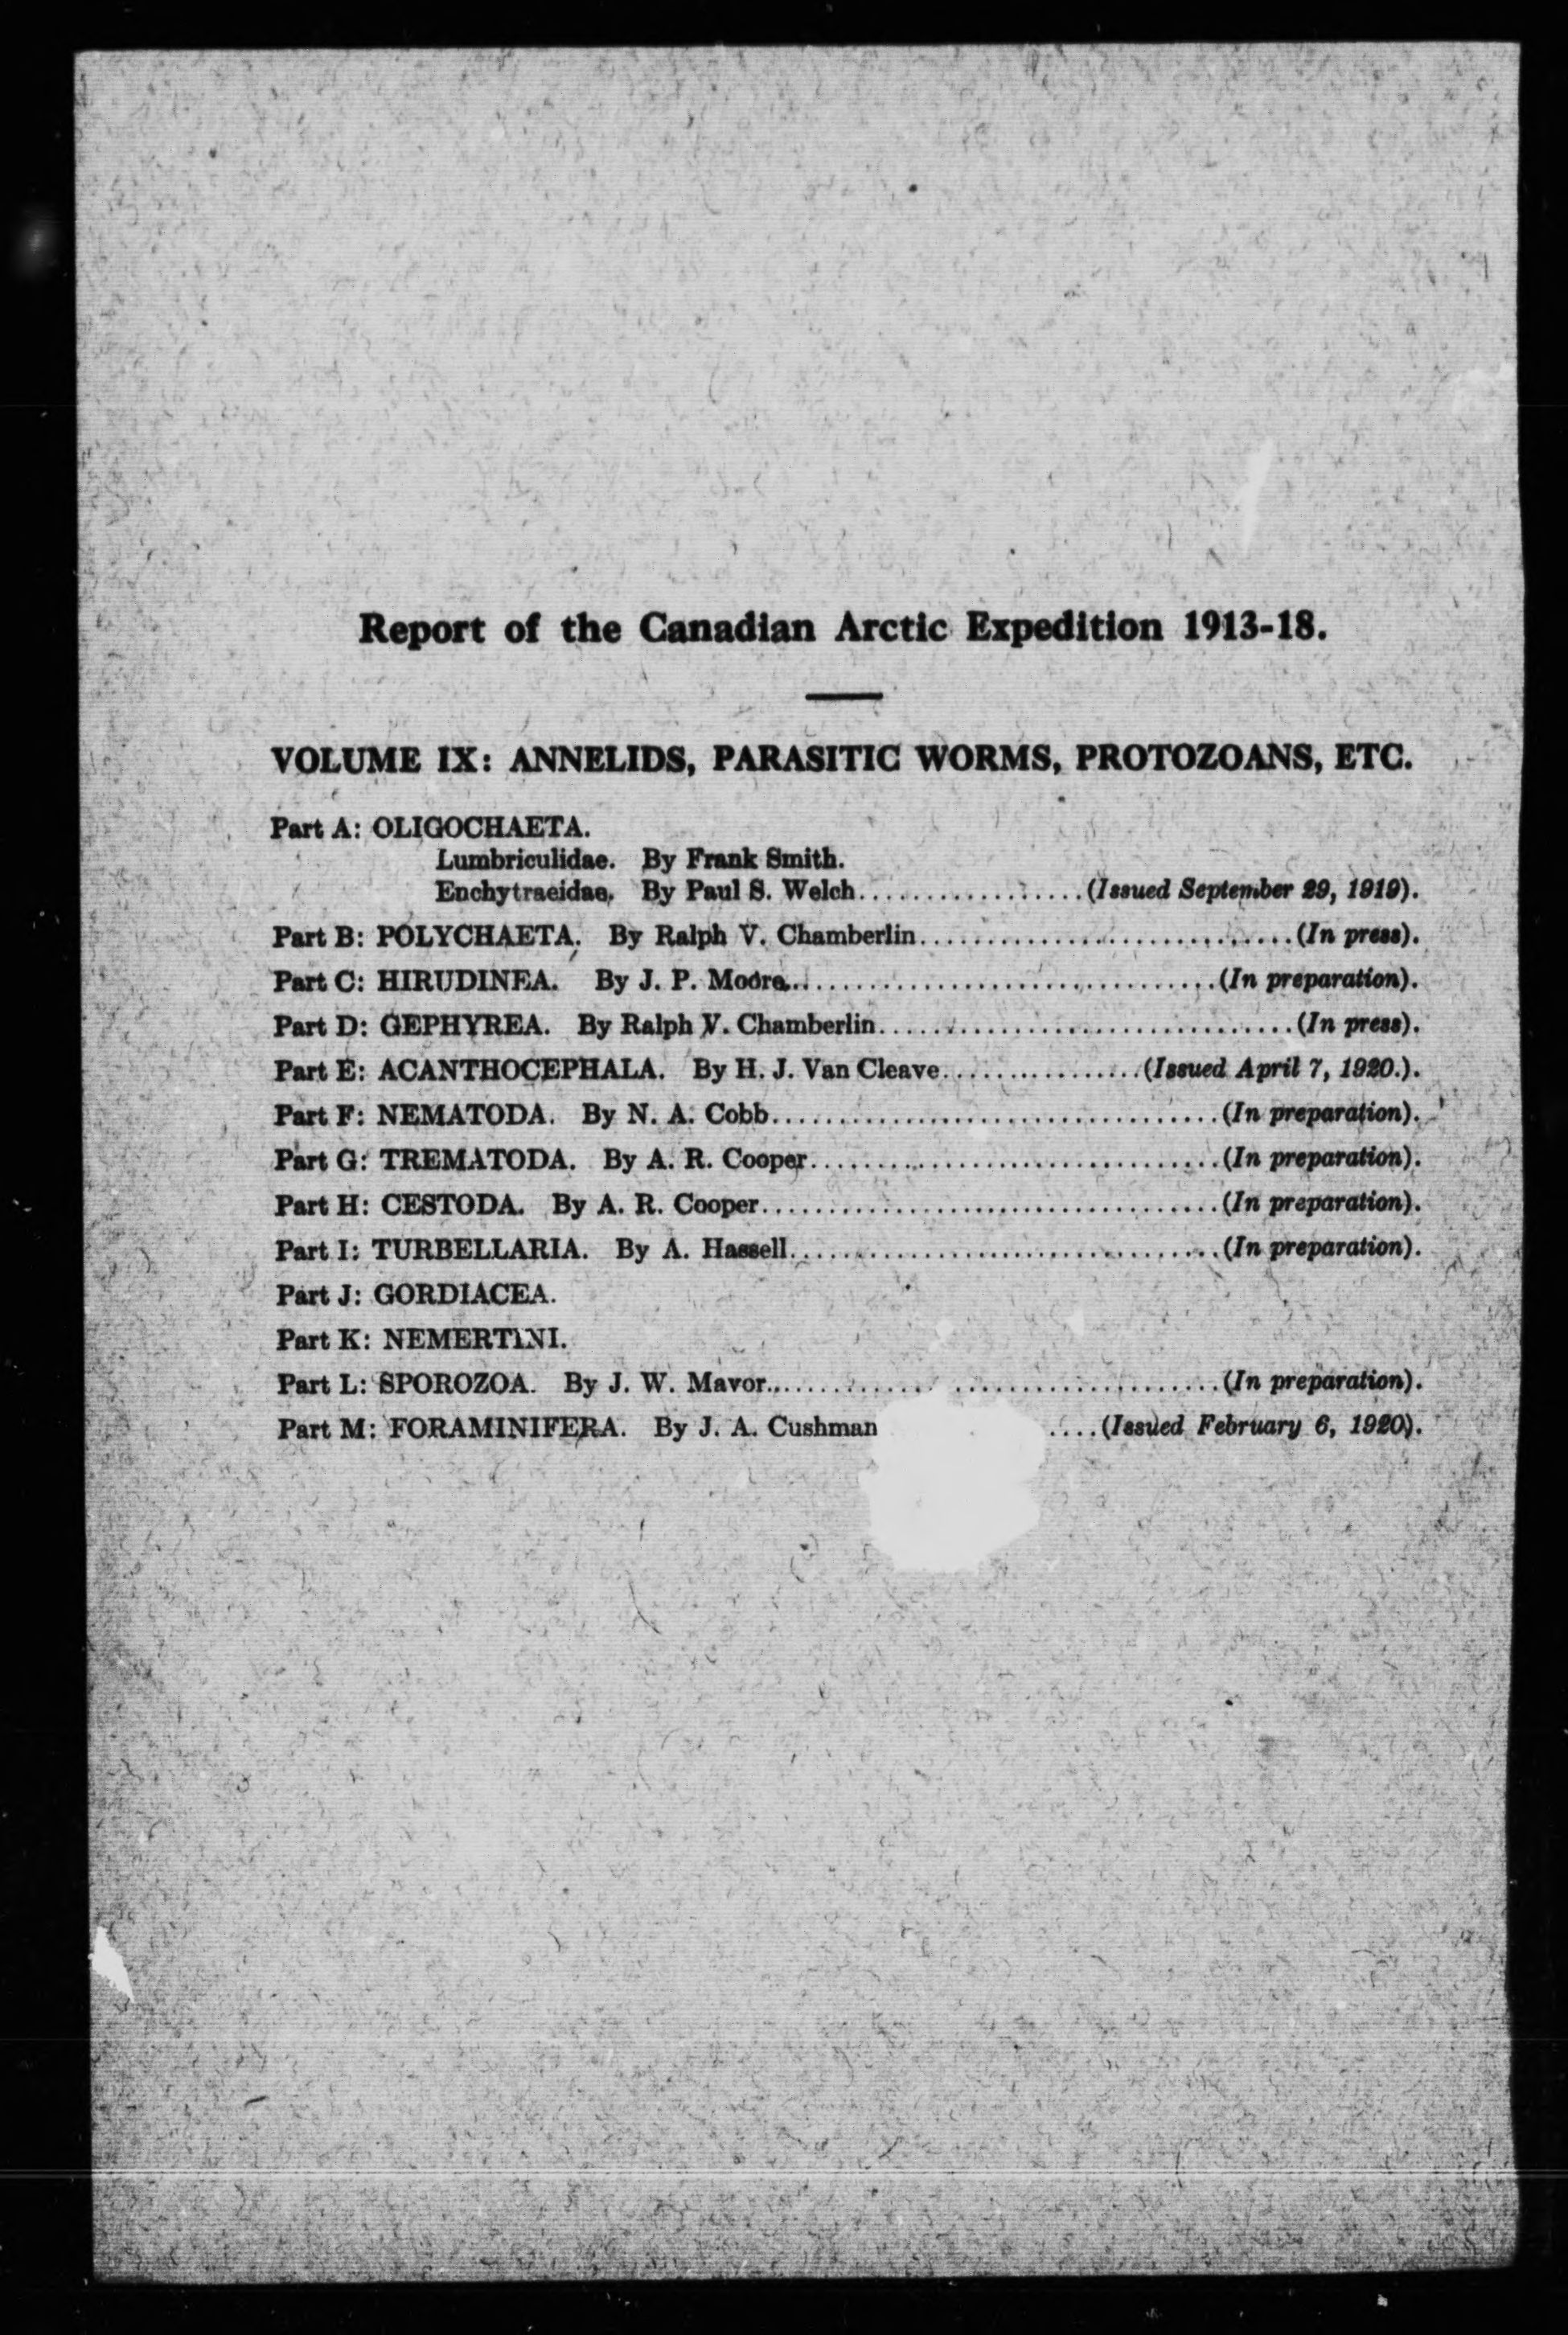 Report of the Canadian Arctic Expedition 1913-18.
VOLUME IX: ANNELIDS, PARASITIC WORMS, PROTOZOANS, ETC.
Part A: OLIGOCHAETA.
Lumbriculidae. By Frank Smith.
Enchytraeidae. By Paul S. Welch.................(Issued September 29, 1919).
Part B: POLYCHAETA. By Ralph V. Chamberlin............................(In press).
Part C: HIRUDINEA. By J. P. Moore................................(In preparation).
Part D: GEPHYREA. By Ralph V. Chamberlin...............................(In press).
Part E: ACANTHOCEPHALA. By H. J. Van Cleave...............(Issued April 7, 1920.).
Part F: NEMATODA. By N. A. Cobb.................................(In preparation).
Part G: TREMATODA. By A. R. Cooper..............................(In preparation).
Part H: CESTODA. By A. R. Cooper..................................(In preparation).
Part I: TURBELLARIA. By A. Hassell................................(In preparation).
Part J: GORDIACEA.
Part K: NEMERTINI.
Part L: SPOROZOA. By J. W. Mavor.................................(In preparation).
Part M: FORAMINIFERA. By J. A. Cushman ....(Issued February 6, 1920).